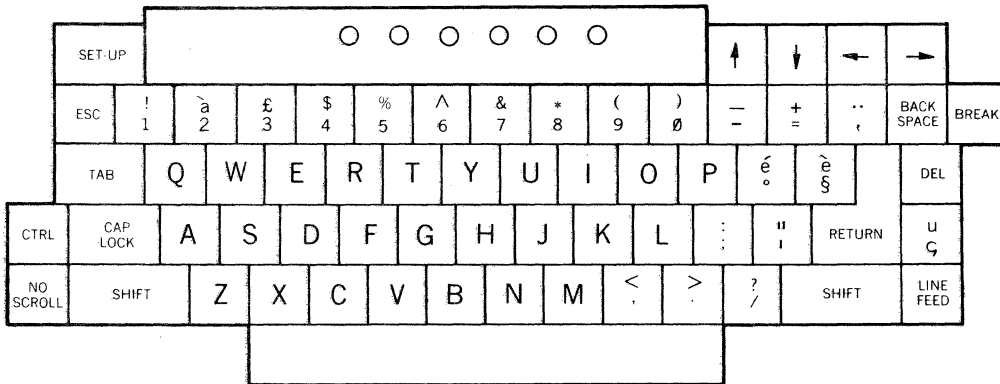 SET-UP
! à £ $ % ^ & * ( ) — + ¨ BACK
ESC 1 2 3 4 5 6 7 8 9 0 - = SPACE BREAK
TAB Q W E R T Y U I O P é è DEL
° §
CTRL CAP A S D F G H J K L : " RETURN ù
LOCK ; ' ç
NO SHIFT Z X C V B N M < > ? SHIFT LINE
SCROLL , . / FEED